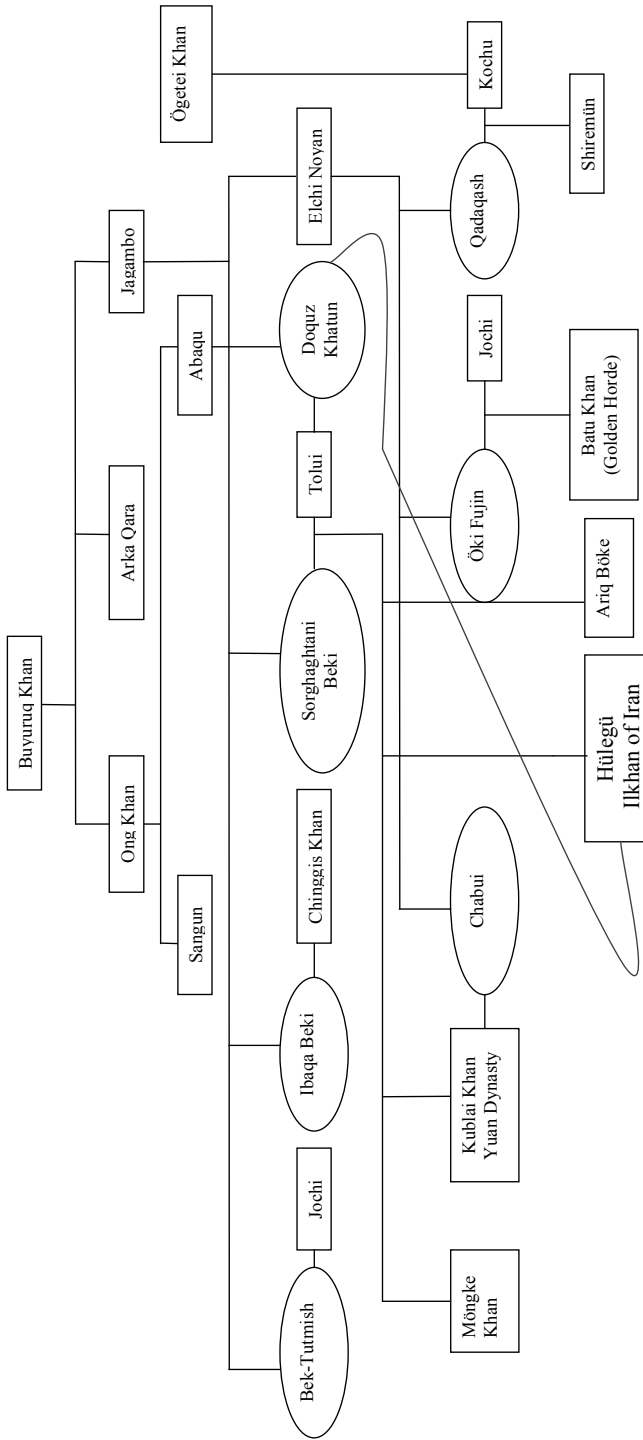 Buyuruq Khan
Ong Khan
Arka Qara
Jagambo
Ögetei Khan
Sangun
Abaqu
Bek-Tutmish
Jochi
Ibaqa Beki
Chinggis Khan
Sorghaghtani
Beki
Tolui
Doquz
Khatun
Elchi Noyan
Möngke
Khan
Kublai Khan
Yuan Dynasty
Chabui
Öki Fujin
Jochi
Qadaqash
Kochu
Hülegü
Ilkhan of Iran
Ariq Böke
Batu Khan
(Golden Horde)
Shiremün